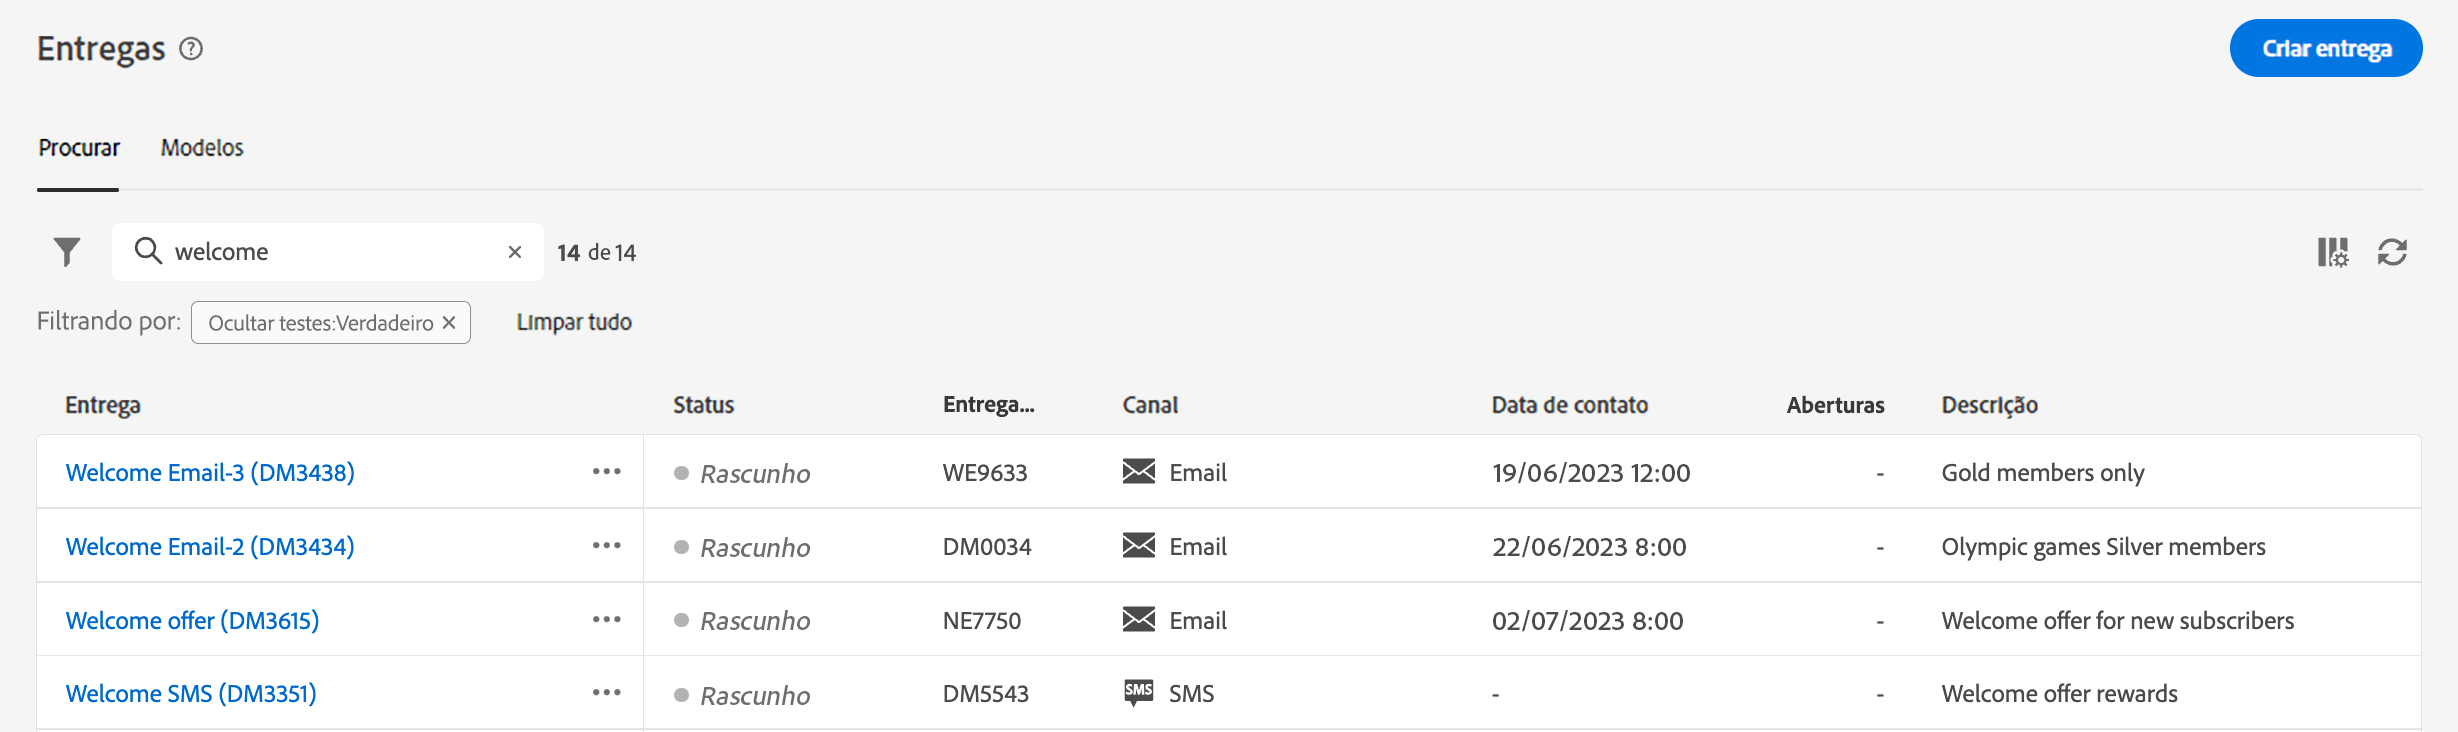 Entregas
Criar entrega
Procurar Modelos
welcome 14 de 14
Filtrando por: Ocultar testes:Verdadeiro Limpar tudo
Entrega Status Entrega... Canal Data de contato Aberturas Descrição
Welcome Email-3 (DM3438) Rascunho WE9633 Email 19/06/2023 12:00 - Gold members only
Welcome Email-2 (DM3434) Rascunho DM0034 Email 22/06/2023 8:00 - Olympic games Silver members
Welcome offer (DM3615) Rascunho NE7750 Email 02/07/2023 8:00 - Welcome offer for new subscribers
Welcome SMS (DM3351) Rascunho DM5543 SMS SMS - - Welcome offer rewards